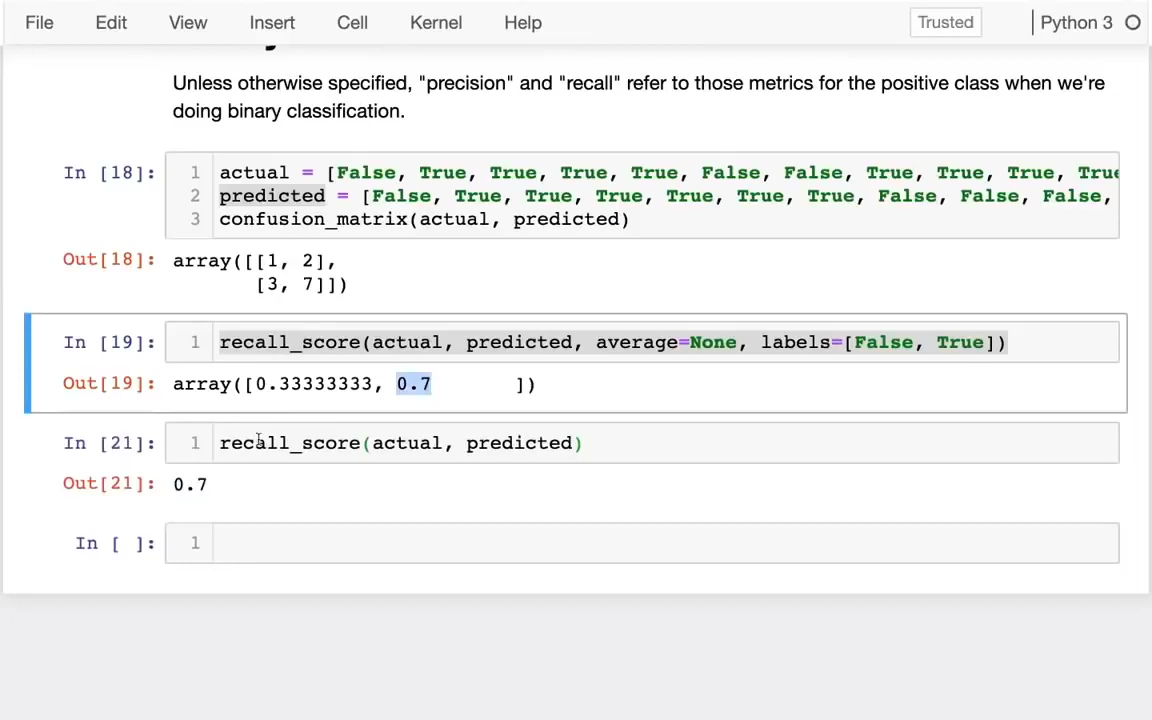 File Edit View Insert Cell Kernel Help Trusted Python 3
Unless otherwise specified, "precision" and "recall" refer to those metrics for the positive class when we're
doing binary classification.
In [18]: 1 actual = [False, True, True, True, True, False, False, True, True, True, True
2 predicted = [False, True, True, True, True, True, True, False, False, False,
3 confusion_matrix(actual, predicted)
Out[18]: array([[1, 2],
[3, 7]])
In [19]: 1 recall_score(actual, predicted, average=None, labels=[False, True])
Out[19]: array([0.33333333, 0.7 ])
In [21]: 1 recall_score(actual, predicted)
Out[21]: 0.7
In [ ]: 1